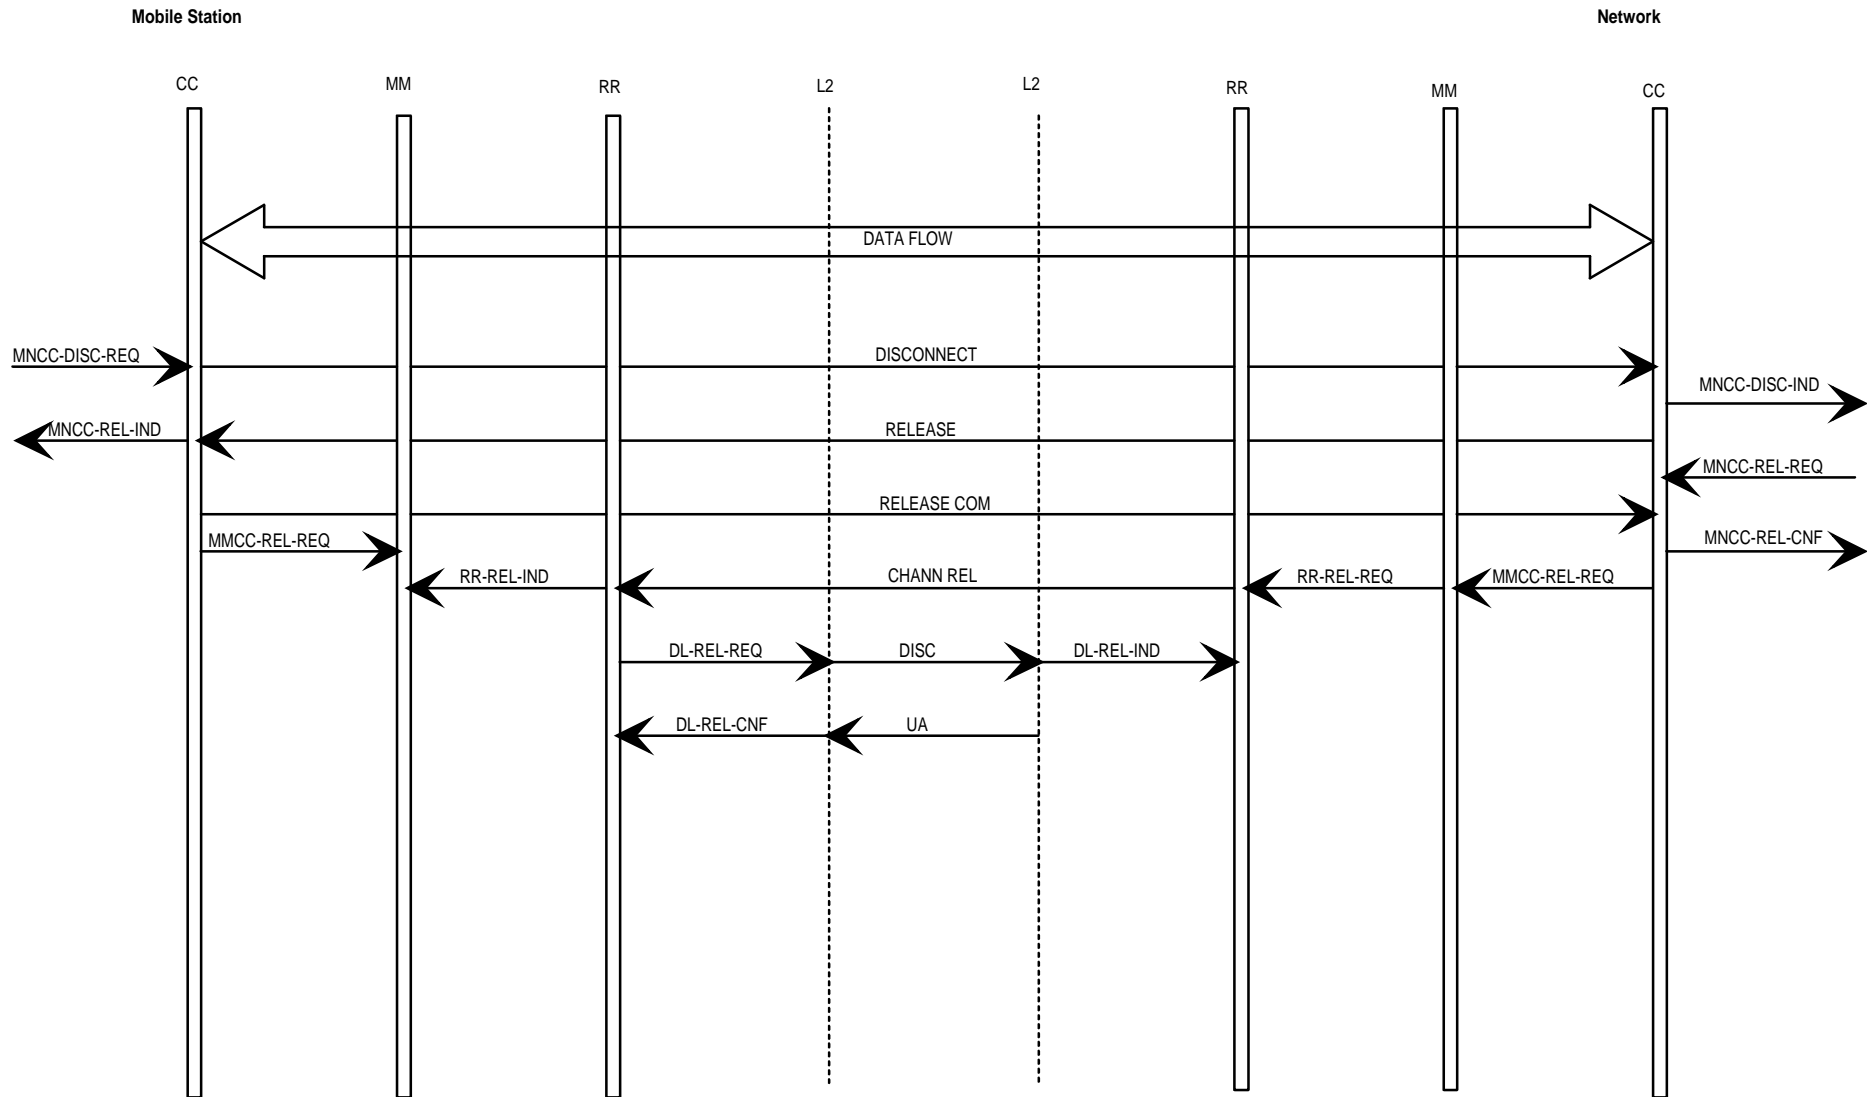 Mobile Station
Network
CC
MM
RR
L2
L2
RR
MM
CC
DATA FLOW
MNCC-DISC-REQ
DISCONNECT
MNCC-DISC-IND
MNCC-REL-IND
RELEASE
MNCC-REL-REQ
RELEASE COM
MMCC-REL-REQ
MNCC-REL-CNF
RR-REL-IND
CHANN REL
RR-REL-REQ
MMCC-REL-REQ
DL-REL-REQ
DISC
DL-REL-IND
DL-REL-CNF
UA